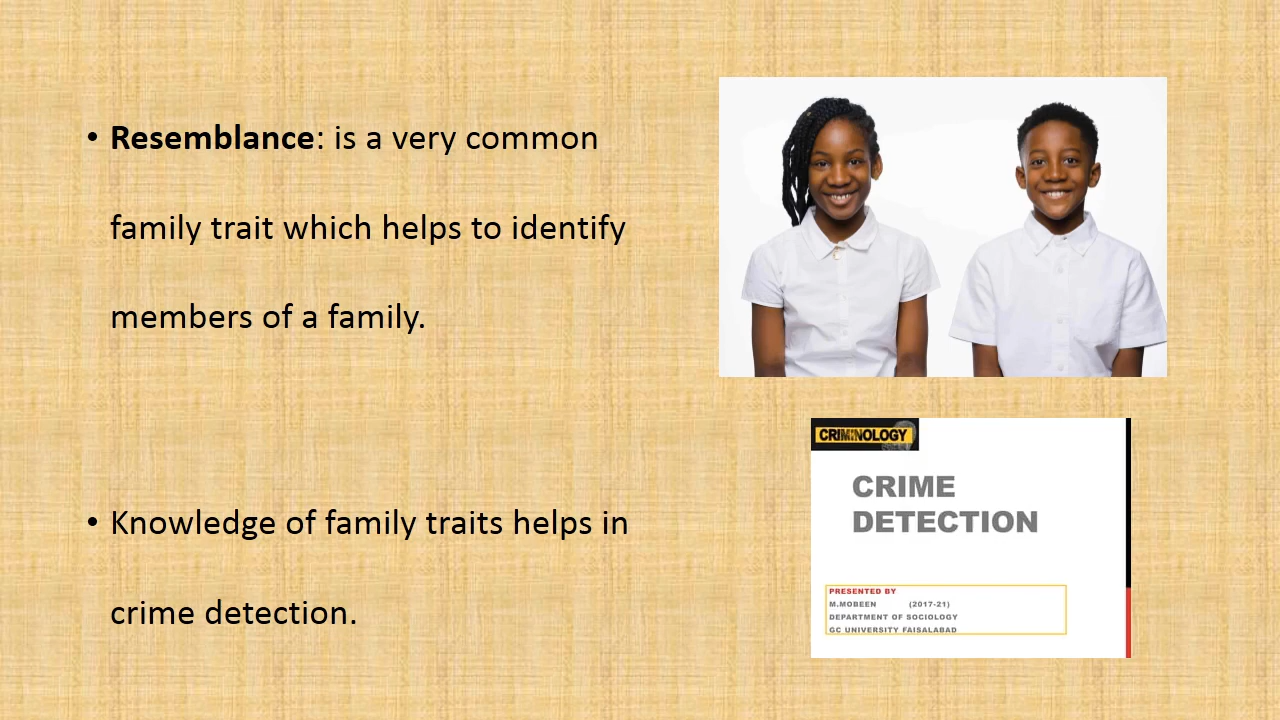 • Resemblance: is a very common
family trait which helps to identify
members of a family.
• Knowledge of family traits helps in
crime detection.
CRIMINOLOGY
CRIME
DETECTION
PRESENTED BY
M.MOBEEN (2017-21)
DEPARTMENT OF SOCIOLOGY
GC UNIVERSITY FAISALABAD